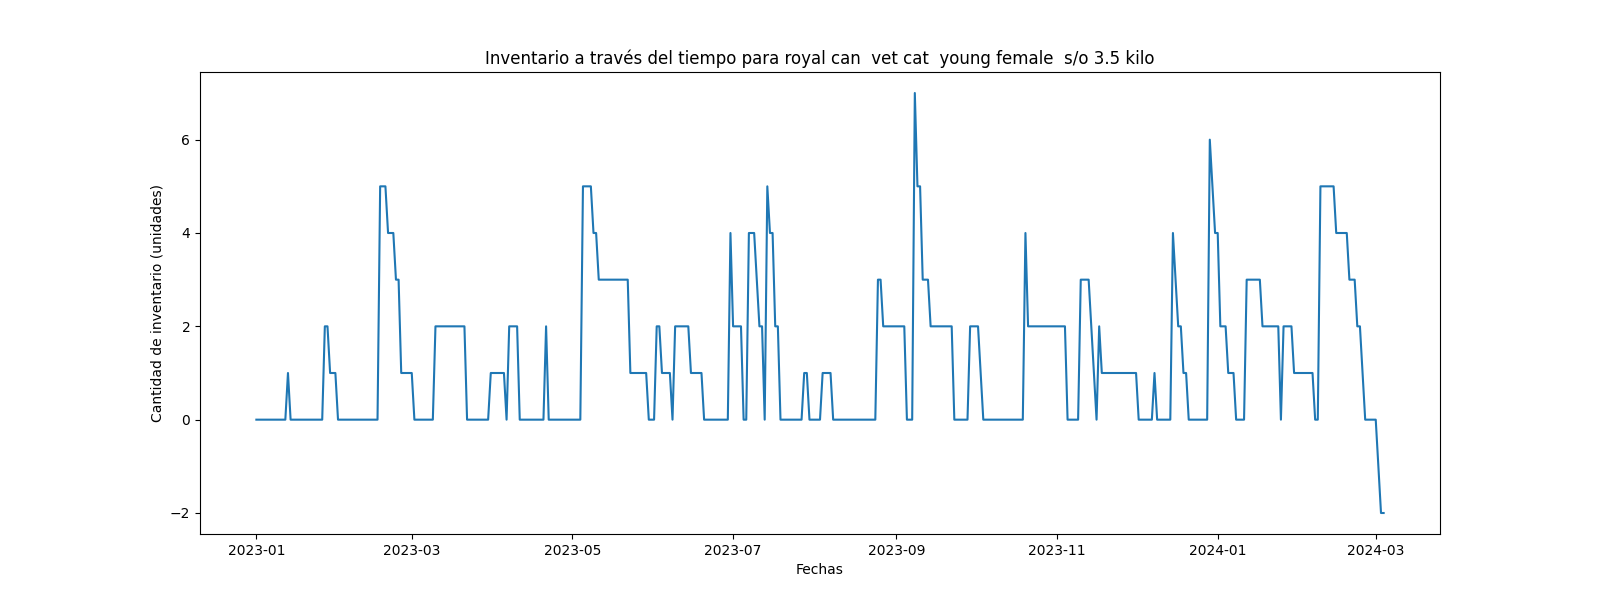 Inventario a través del tiempo para royal can  vet cat  young female  s/o 3.5 kilo
Cantidad de inventario (unidades)
6
4
2
0
−2
2023-01 2023-03 2023-05 2023-07 2023-09 2023-11 2024-01 2024-03
Fechas